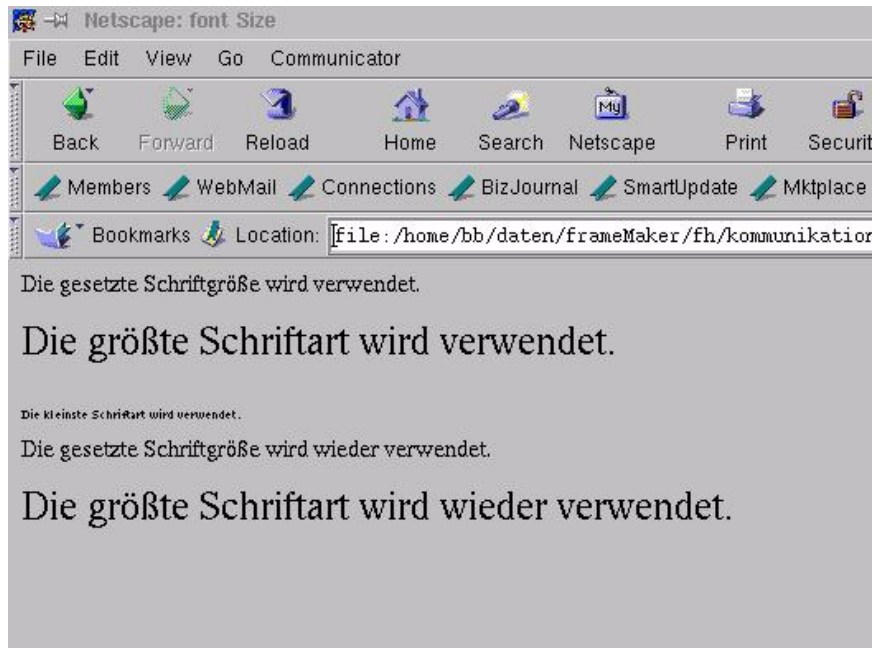 Netscape: font Size
File Edit View Go Communicator
My
Back Forward Reload Home Search Netscape Print Securit
Members WebMail Connections BizJournal SmartUpdate Mktplace
Bookmarks Location: file:/home/bb/daten/frameMaker/fh/kommunikation
Die gesetzte Schriftgröße wird verwendet.
Die größte Schriftart wird verwendet.
Die kleinste Schriftart wird verwendet.
Die gesetzte Schriftgröße wird wieder verwendet.
Die größte Schriftart wird wieder verwendet.